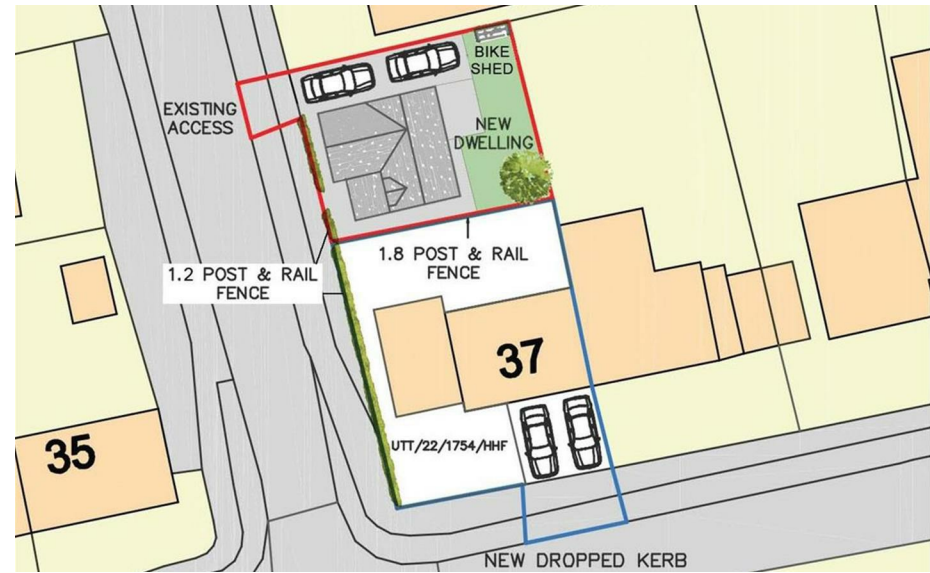 BIKE
SHED
EXISTING
ACCESS
NEW
DWELLING
1.2 POST & RAIL
FENCE
1.8 POST & RAIL
FENCE
37
35
UTT/22/1754/HHF
NEW DROPPED KERB